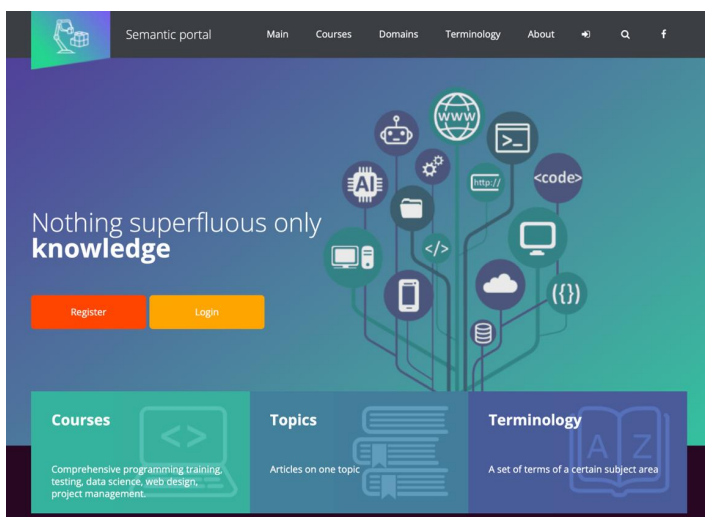 Semantic portal
Main
Courses
Domains
Terminology
About
f
WWW
>_
AI
http://
<code>
</>
({})
Nothing superfluous only
knowledge
Register
Login
Courses
<>
Comprehensive programming training,
testing, data science, web design,
project management.
Topics
Articles on one topic
Terminology
A Z
A set of terms of a certain subject area